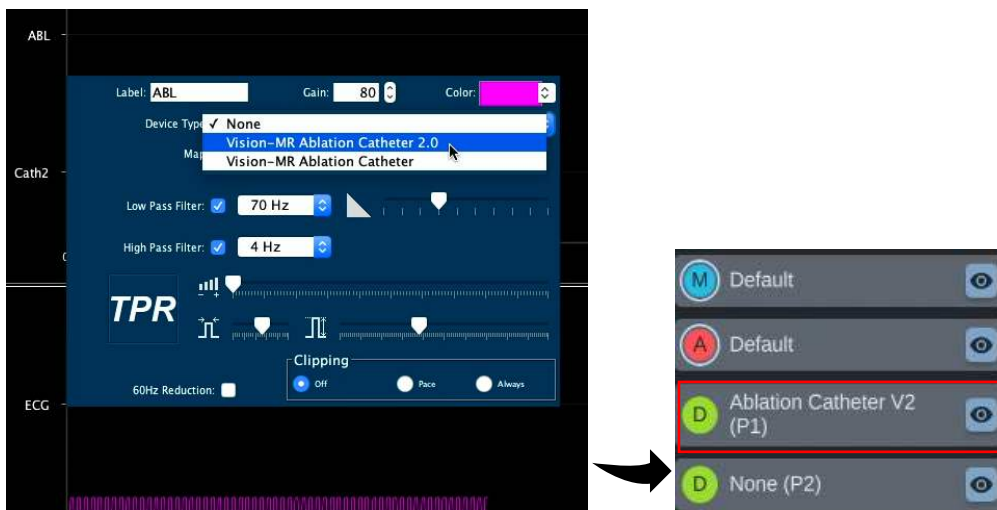 ABL
Label: ABL Gain: 80 Color:
Device Type
✓ None
Vision-MR Ablation Catheter 2.0
Map
Vision-MR Ablation Catheter
Cath2
Low Pass Filter: 70 Hz
High Pass Filter: 4 Hz
TPR
- +
Clipping
Off Pace Always
60Hz Reduction:
ECG
M Default
A Default
D Ablation Catheter V2
(P1)
D None (P2)